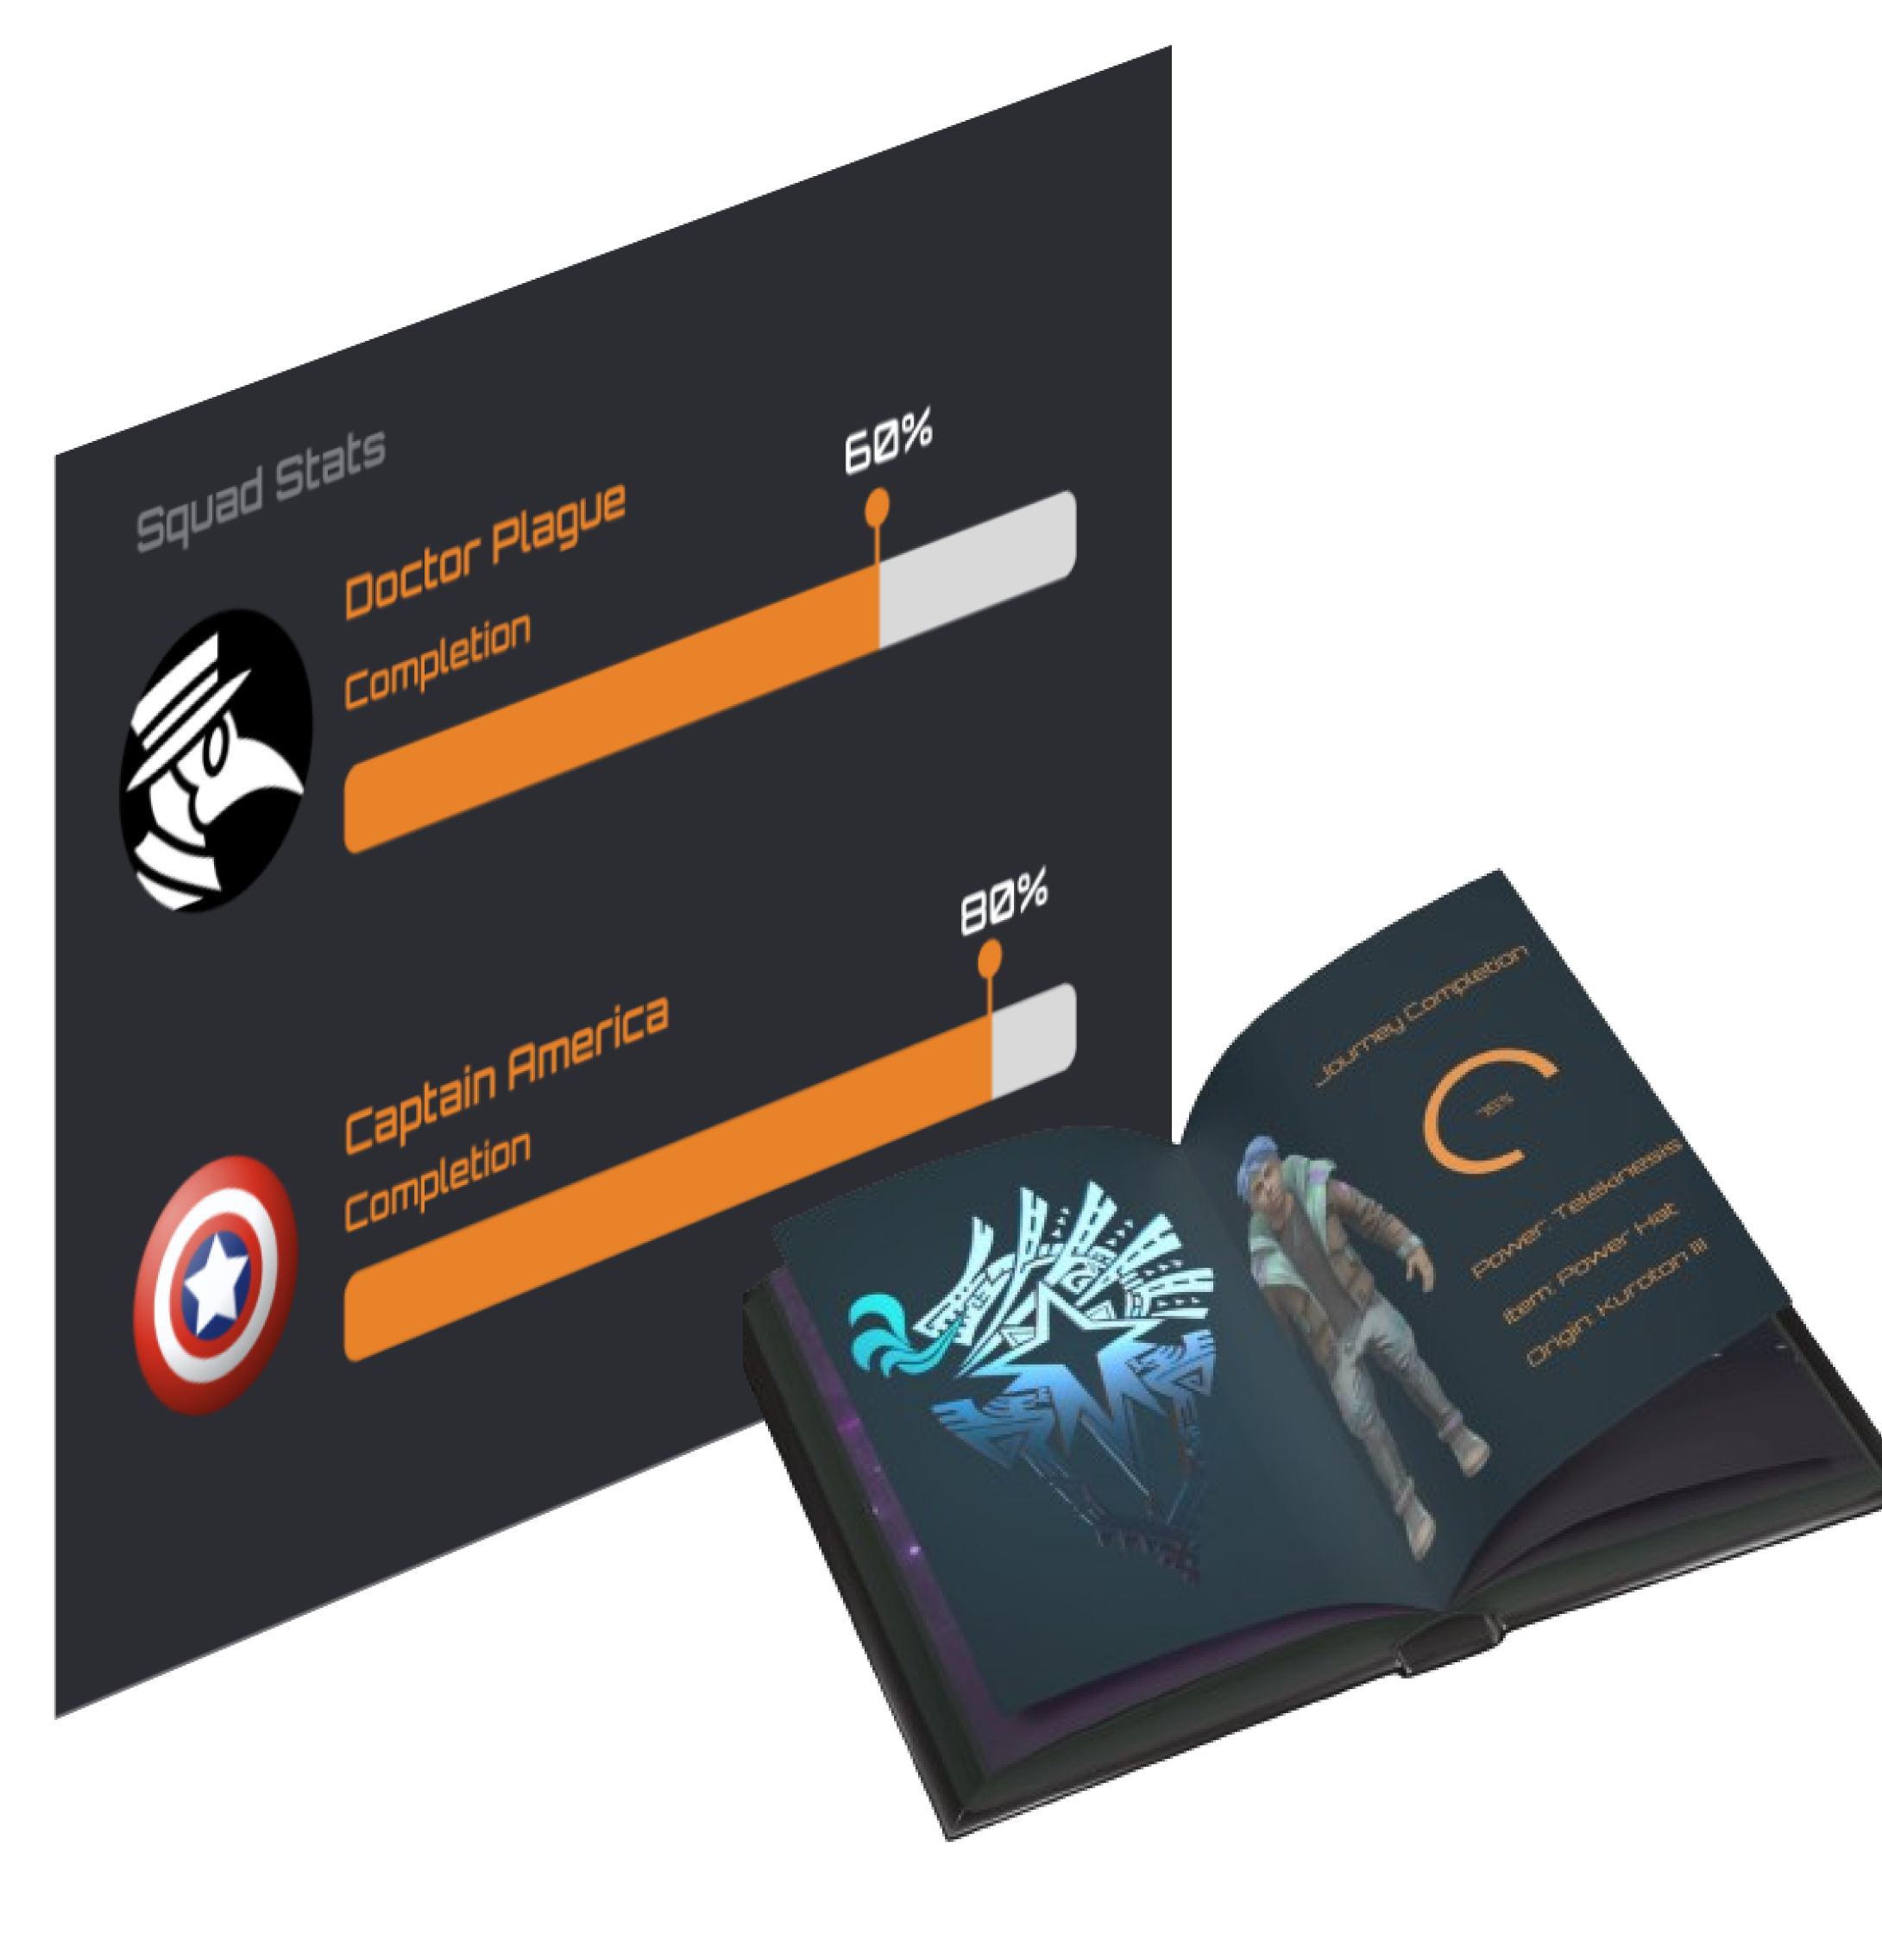 Squad Stats
Doctor Plague
Completion
60%
Captain America
Completion
80%
Journey Completion
75%
Power: Telekinesis
Item: Power Hat
Origin: Kuroton III